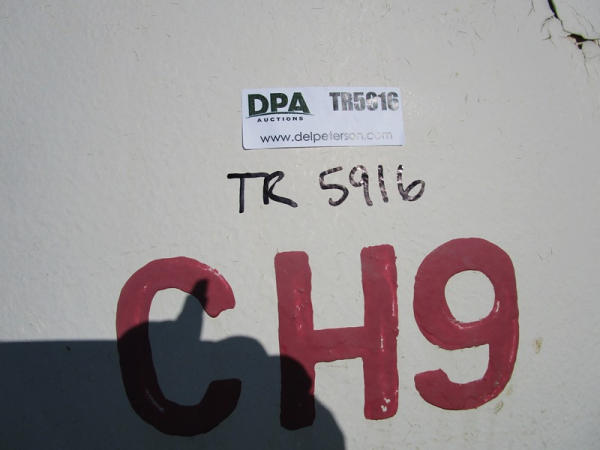 DPA TR5916
AUCTIONS
www.delpeterson.com
TR 5916
CH9